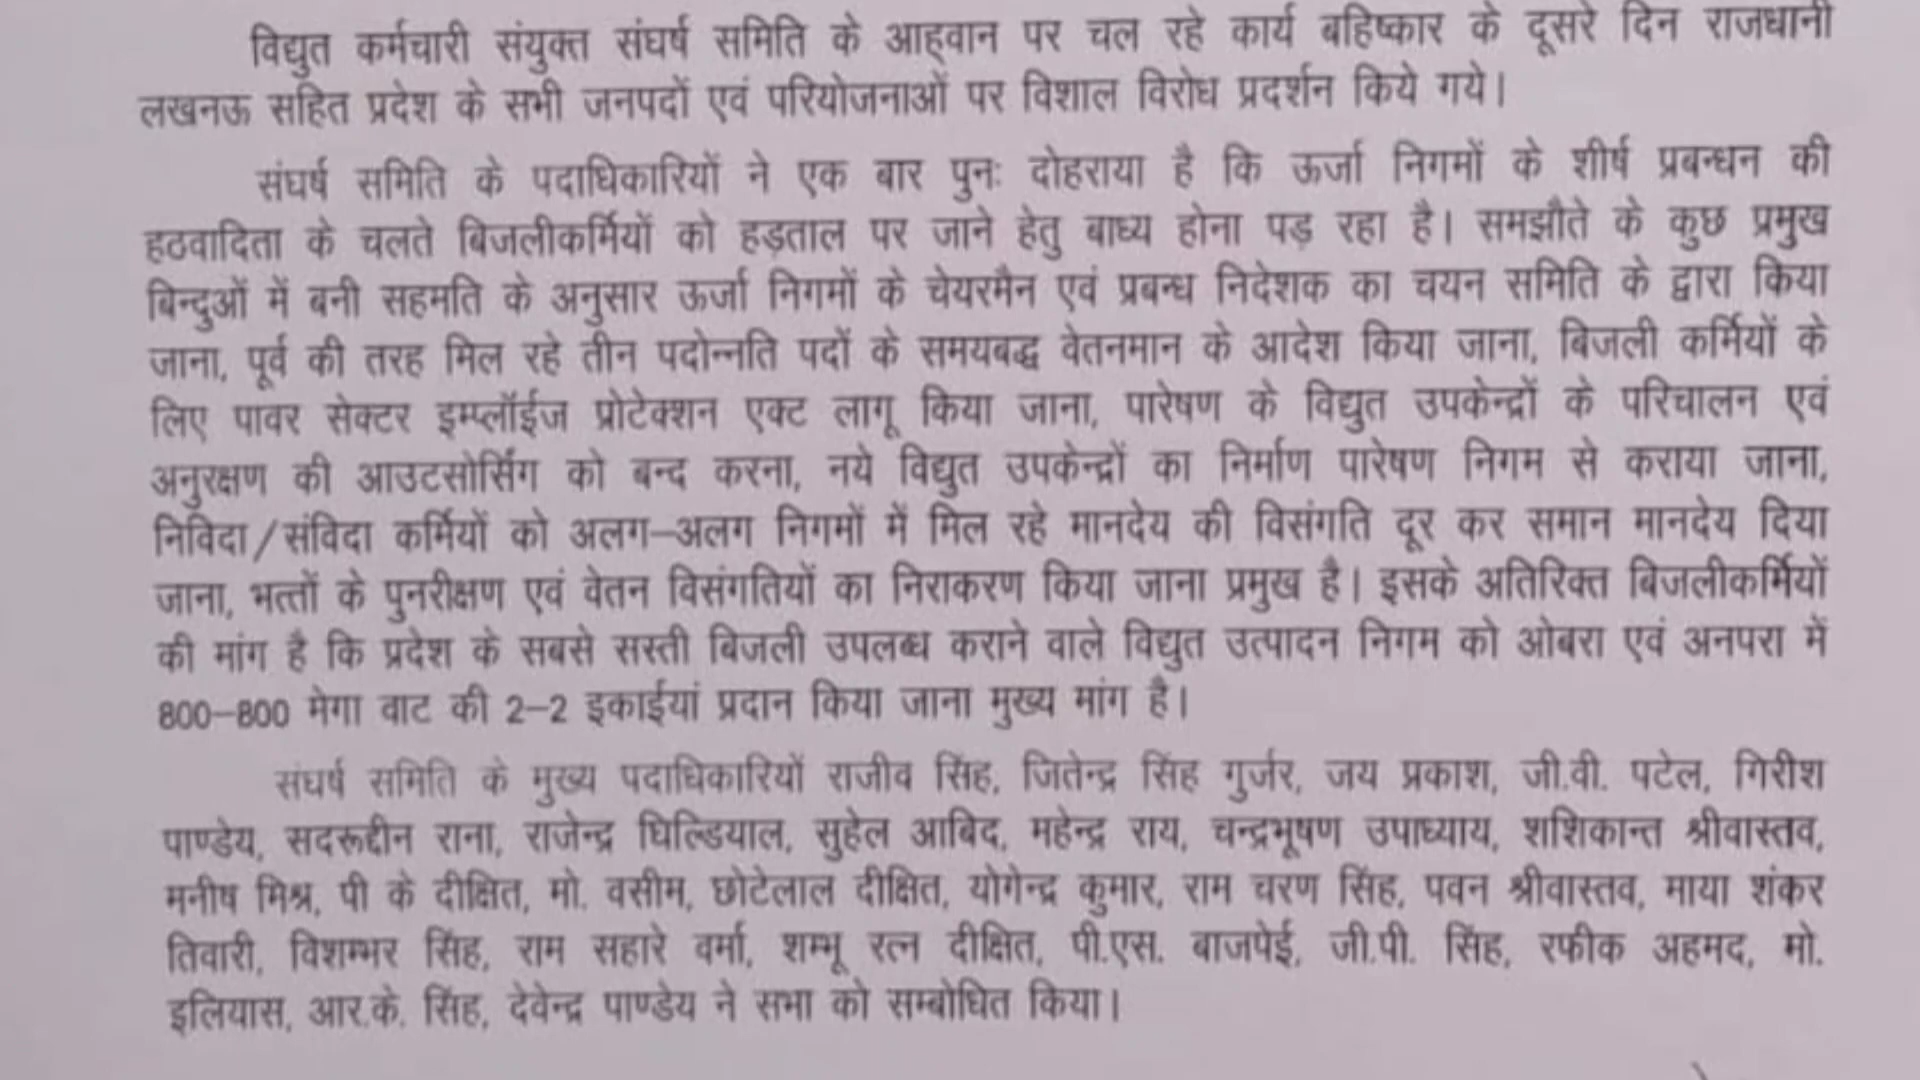 विद्युत कर्मचारी संयुक्त संघर्ष समिति के आह्वान पर चल रहे कार्य बहिष्कार के दूसरे दिन राजधानी
लखनऊ सहित प्रदेश के सभी जनपदों एवं परियोजनाओं पर विशाल विरोध प्रदर्शन किये गये।
संघर्ष समिति के पदाधिकारियों ने एक बार पुनः दोहराया है कि ऊर्जा निगमों के शीर्ष प्रबन्धन की
हठवादिता के चलते बिजलीकर्मियों को हड़ताल पर जाने हेतु बाध्य होना पड़ रहा है। समझौते के कुछ प्रमुख
बिन्दुओं में बनी सहमति के अनुसार ऊर्जा निगमों के चेयरमैन एवं प्रबन्ध निदेशक का चयन समिति के द्वारा किया
जाना, पूर्व की तरह मिल रहे तीन पदोन्नति पदों के समयबद्ध वेतनमान के आदेश किया जाना, बिजली कर्मियों के
लिए पावर सेक्टर इम्प्लॉईज प्रोटेक्शन एक्ट लागू किया जाना, पारेषण के विद्युत उपकेन्द्रों के परिचालन एवं
अनुरक्षण की आउटसोर्सिंग को बन्द करना, नये विद्युत उपकेन्द्रों का निर्माण पारेषण निगम से कराया जाना,
निविदा/संविदा कर्मियों को अलग–अलग निगमों में मिल रहे मानदेय की विसंगति दूर कर समान मानदेय दिया
जाना, भत्तों के पुनरीक्षण एवं वेतन विसंगतियों का निराकरण किया जाना प्रमुख है। इसके अतिरिक्त बिजलीकर्मियों
की मांग है कि प्रदेश के सबसे सस्ती बिजली उपलब्ध कराने वाले विद्युत उत्पादन निगम को ओबरा एवं अनपरा में
800–800 मेगा वाट की 2–2 इकाईयां प्रदान किया जाना मुख्य मांग है।
संघर्ष समिति के मुख्य पदाधिकारियों राजीव सिंह, जितेन्द्र सिंह गुर्जर, जय प्रकाश, जी.वी. पटेल, गिरीश
पाण्डेय, सदरूद्दीन राना, राजेन्द्र घिल्डियाल, सुहेल आबिद, महेन्द्र राय, चन्द्रभूषण उपाध्याय, शशिकान्त श्रीवास्तव,
मनीष मिश्र, पी के दीक्षित, मो. वसीम, छोटेलाल दीक्षित, योगेन्द्र कुमार, राम चरण सिंह, पवन श्रीवास्तव, माया शंकर
तिवारी, विशम्भर सिंह, राम सहारे वर्मा, शम्भू रत्न दीक्षित, पी.एस. बाजपेई, जी.पी. सिंह, रफीक अहमद, मो.
इलियास, आर.के. सिंह, देवेन्द्र पाण्डेय ने सभा को सम्बोधित किया।